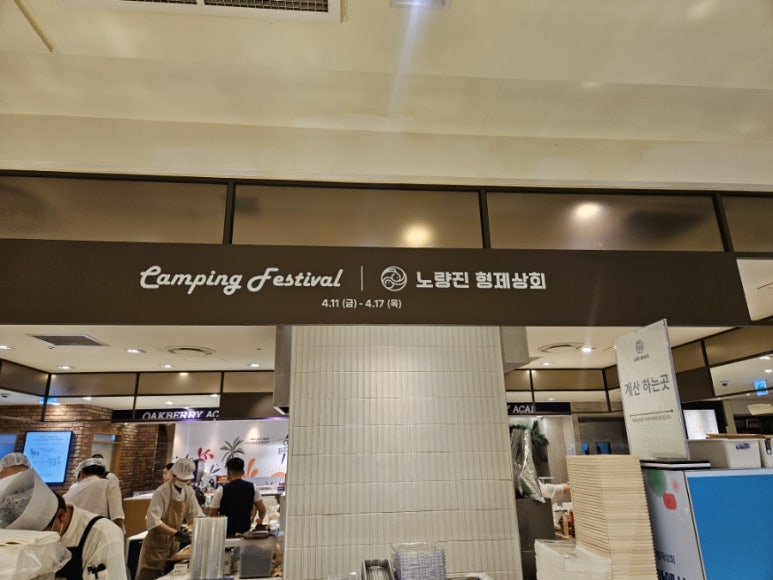 Camping Festival | 노량진 형제상회
4.11 (금) - 4.17 (목)
계산 하는곳
OAKBERRY AC
Y ACAI